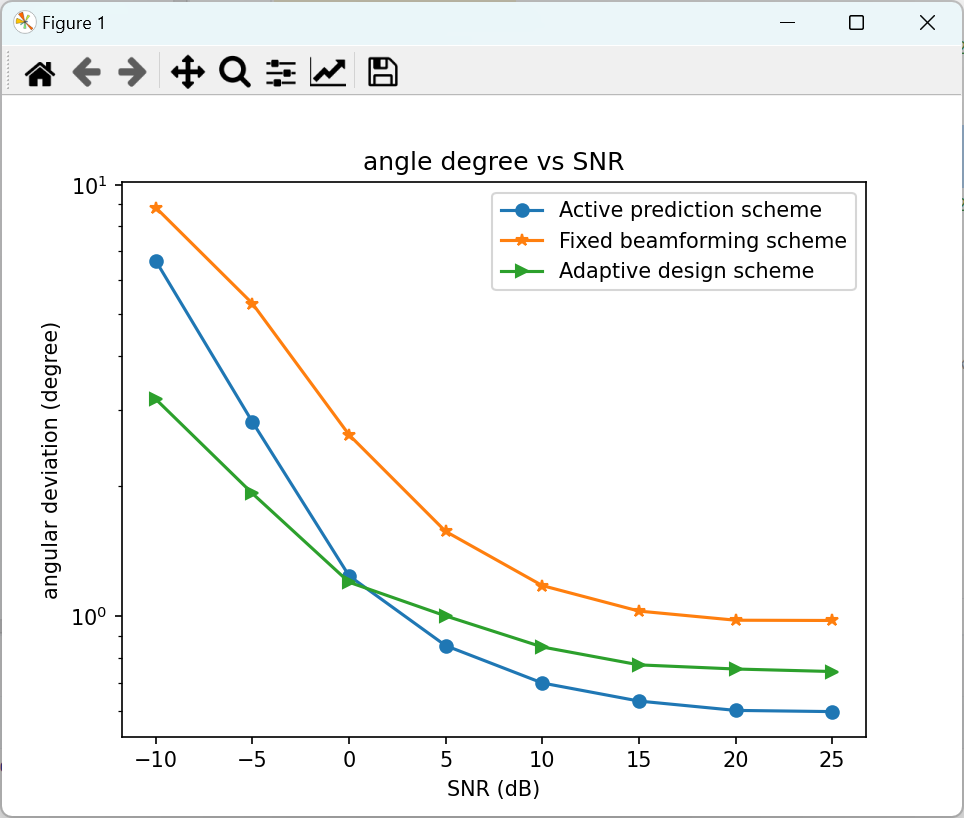 Figure 1
angle degree vs SNR
10¹
Active prediction scheme
Fixed beamforming scheme
Adaptive design scheme
angular deviation (degree)
10⁰
−10 −5 0 5 10 15 20 25
SNR (dB)